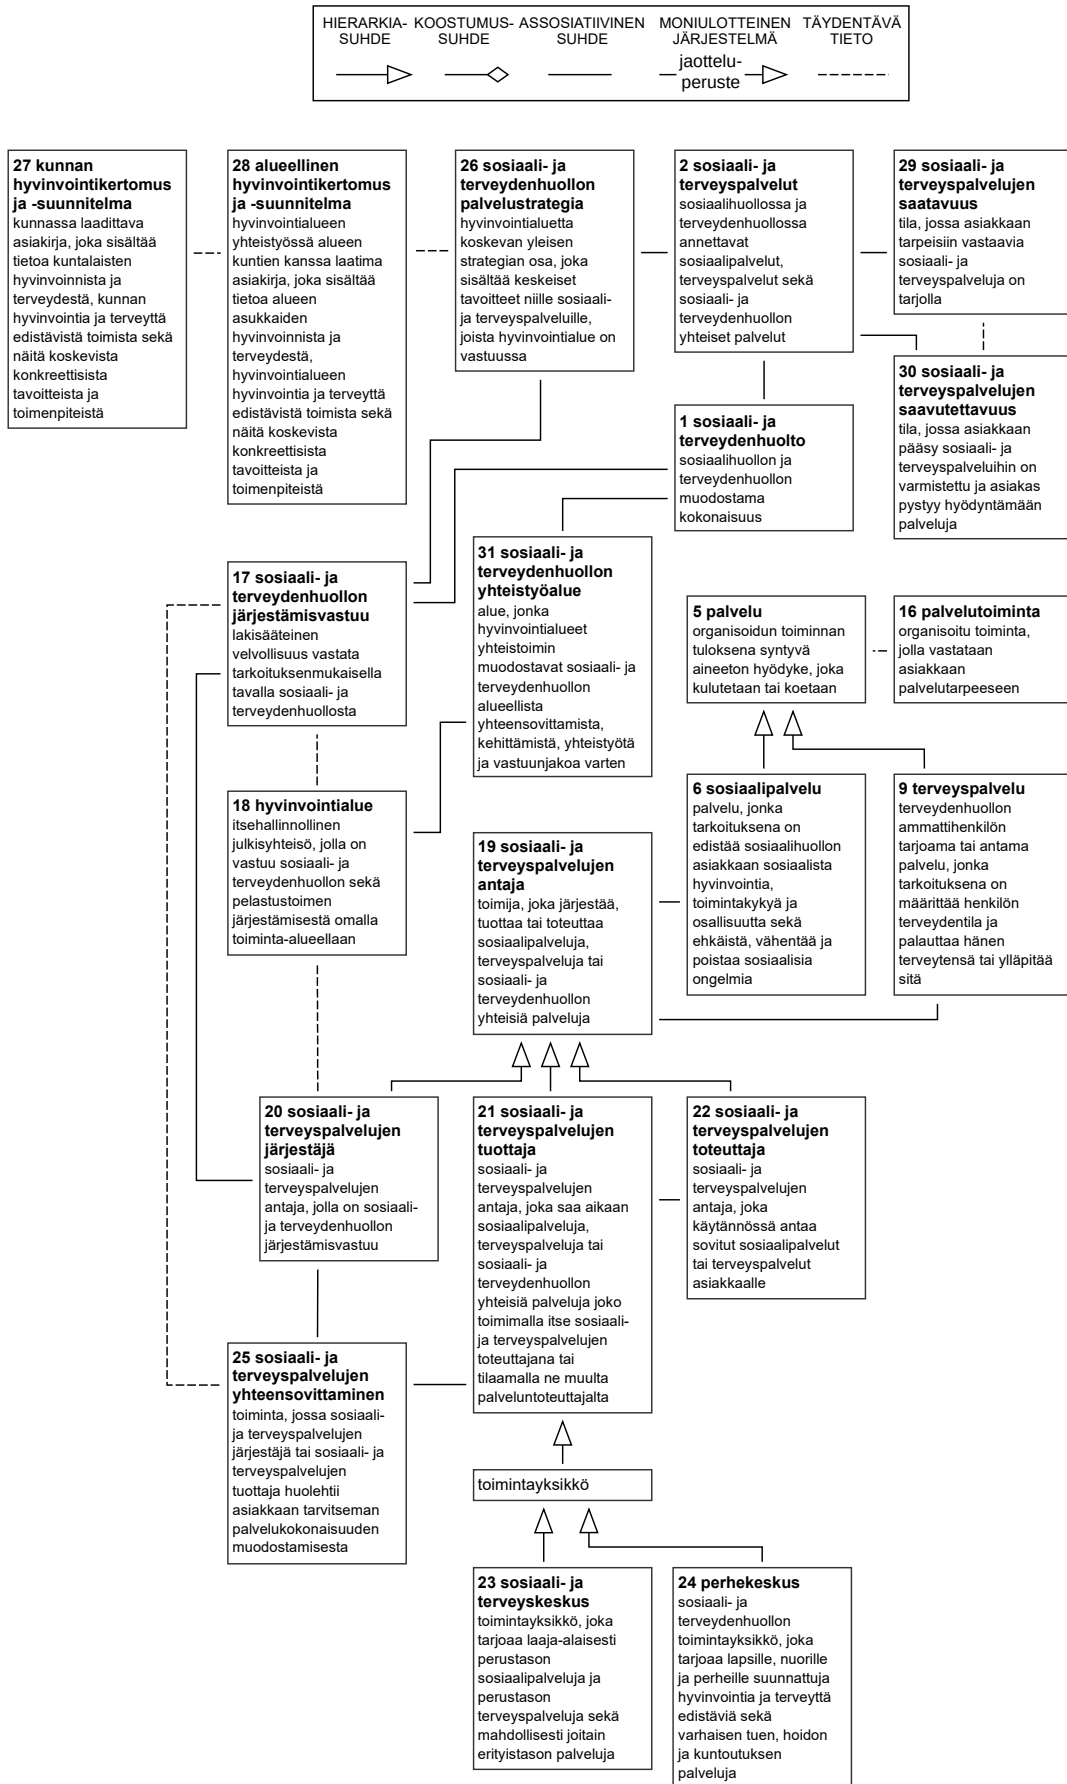 HIERARKIA-
SUHDE
KOOSTUMUS-
SUHDE
ASSOSIATIIVINEN
SUHDE
MONIULOTTEINEN
JÄRJESTELMÄ
TÄYDENTÄVÄ
TIETO
jaottelu-
peruste
27 kunnan
hyvinvointikertomus
ja -suunnitelma
kunnassa laadittava
asiakirja, joka sisältää
tietoa kuntalaisten
hyvinvoinnista ja
terveydestä, kunnan
hyvinvointia ja terveyttä
edistävistä toimista sekä
näitä koskevista
konkreettisista
tavoitteista ja
toimenpiteistä
28 alueellinen
hyvinvointikertomus
ja -suunnitelma
hyvinvointialueen
yhteistyössä alueen
kuntien kanssa laatima
asiakirja, joka sisältää
tietoa alueen
asukkaiden
hyvinvoinnista ja
terveydestä,
hyvinvointialueen
hyvinvointia ja terveyttä
edistävistä toimista sekä
näitä koskevista
konkreettisista
tavoitteista ja
toimenpiteistä
26 sosiaali- ja
terveydenhuollon
palvelustrategia
hyvinvointialuetta
koskevan yleisen
strategian osa, joka
sisältää keskeiset
tavoitteet niille sosiaali-
ja terveyspalveluille,
joista hyvinvointialue on
vastuussa
2 sosiaali- ja
terveyspalvelut
sosiaalihuollossa ja
terveydenhuollossa
annettavat
sosiaalipalvelut,
terveyspalvelut sekä
sosiaali- ja
terveydenhuollon
yhteiset palvelut
29 sosiaali- ja
terveyspalvelujen
saatavuus
tila, jossa asiakkaan
tarpeisiin vastaavia
sosiaali- ja
terveyspalveluja on
tarjolla
30 sosiaali- ja
terveyspalvelujen
saavutettavuus
tila, jossa asiakkaan
pääsy sosiaali- ja
terveyspalveluihin on
varmistettu ja asiakas
pystyy hyödyntämään
palveluja
1 sosiaali- ja
terveydenhuolto
sosiaalihuollon ja
terveydenhuollon
muodostama
kokonaisuus
31 sosiaali- ja
terveydenhuollon
yhteistyöalue
alue, jonka
hyvinvointialueet
yhteistoimin
muodostavat sosiaali- ja
terveydenhuollon
alueellista
yhteensovittamista,
kehittämistä, yhteistyötä
ja vastuunjakoa varten
17 sosiaali- ja
terveydenhuollon
järjestämisvastuu
lakisääteinen
velvollisuus vastata
tarkoituksenmukaisella
tavalla sosiaali- ja
terveydenhuollosta
5 palvelu
organisoidun toiminnan
tuloksena syntyvä
aineeton hyödyke, joka
kulutetaan tai koetaan
16 palvelutoiminta
organisoitu toiminta,
jolla vastataan
asiakkaan
palvelutarpeeseen
18 hyvinvointialue
itsehallinnollinen
julkisyhteisö, jolla on
vastuu sosiaali- ja
terveydenhuollon sekä
pelastustoimen
järjestämisestä omalla
toiminta-alueellaan
19 sosiaali- ja
terveyspalvelujen
antaja
toimija, joka järjestää,
tuottaa tai toteuttaa
sosiaalipalveluja,
terveyspalveluja tai
sosiaali- ja
terveydenhuollon
yhteisiä palveluja
6 sosiaalipalvelu
palvelu, jonka
tarkoituksena on
edistää sosiaalihuollon
asiakkaan sosiaalista
hyvinvointia,
toimintakykyä ja
osallisuutta sekä
ehkäistä, vähentää ja
poistaa sosiaalisia
ongelmia
9 terveyspalvelu
terveydenhuollon
ammattihenkilön
tarjoama tai antama
palvelu, jonka
tarkoituksena on
määrittää henkilön
terveydentila ja
palauttaa hänen
terveytensä tai ylläpitää
sitä
20 sosiaali- ja
terveyspalvelujen
järjestäjä
sosiaali- ja
terveyspalvelujen
antaja, jolla on sosiaali-
ja terveydenhuollon
järjestämisvastuu
21 sosiaali- ja
terveyspalvelujen
tuottaja
sosiaali- ja
terveyspalvelujen
antaja, joka saa aikaan
sosiaalipalveluja,
terveyspalveluja tai
sosiaali- ja
terveydenhuollon
yhteisiä palveluja joko
toimimalla itse sosiaali-
ja terveyspalvelujen
toteuttajana tai
tilaamalla ne muulta
palveluntoteuttajalta
22 sosiaali- ja
terveyspalvelujen
toteuttaja
sosiaali- ja
terveyspalvelujen
antaja, joka
käytännössä antaa
sovitut sosiaalipalvelut
tai terveyspalvelut
asiakkaalle
25 sosiaali- ja
terveyspalvelujen
yhteensovittaminen
toiminta, jossa sosiaali-
ja terveyspalvelujen
järjestäjä tai sosiaali- ja
terveyspalvelujen
tuottaja huolehtii
asiakkaan tarvitseman
palvelukokonaisuuden
muodostamisesta
toimintayksikkö
23 sosiaali- ja
terveyskeskus
toimintayksikkö, joka
tarjoaa laaja-alaisesti
perustason
sosiaalipalveluja ja
perustason
terveyspalveluja sekä
mahdollisesti joitain
erityistason palveluja
24 perhekeskus
sosiaali- ja
terveydenhuollon
toimintayksikkö, joka
tarjoaa lapsille, nuorille
ja perheille suunnattuja
hyvinvointia ja terveyttä
edistäviä sekä
varhaisen tuen, hoidon
ja kuntoutuksen
palveluja